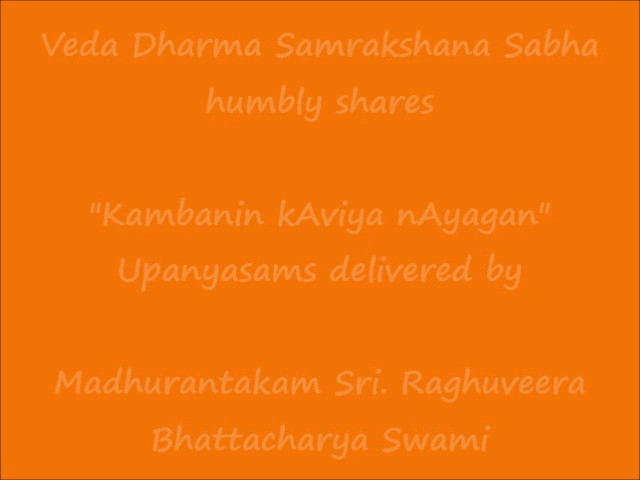 Veda Dharma Samrakshana Sabha
humbly shares
"Kambanin kAviya nAyagan"
Upanyasams delivered by
Madhurantakam Sri. Raghuveera
Bhattacharya Swami